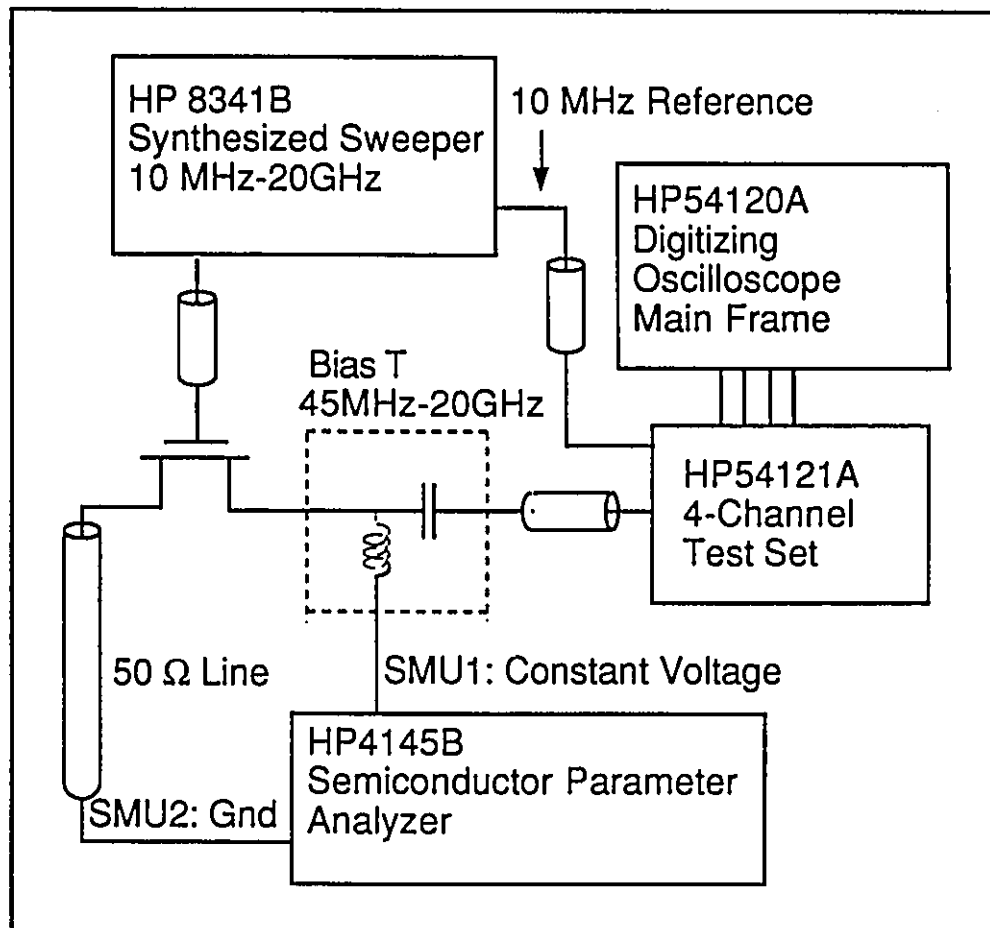 HP 8341B
Synthesized Sweeper
10 MHz-20GHz
10 MHz Reference
HP54120A
Digitizing
Oscilloscope
Main Frame
Bias T
45MHz-20GHz
HP54121A
4-Channel
Test Set
50 Ω Line
SMU1: Constant Voltage
HP4145B
Semiconductor Parameter
Analyzer
SMU2: Gnd